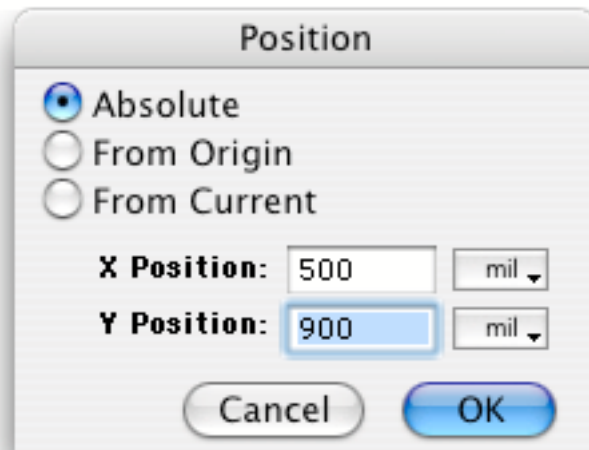 Position
Absolute
From Origin
From Current
X Position: 500 mil
Y Position: 900 mil
Cancel OK